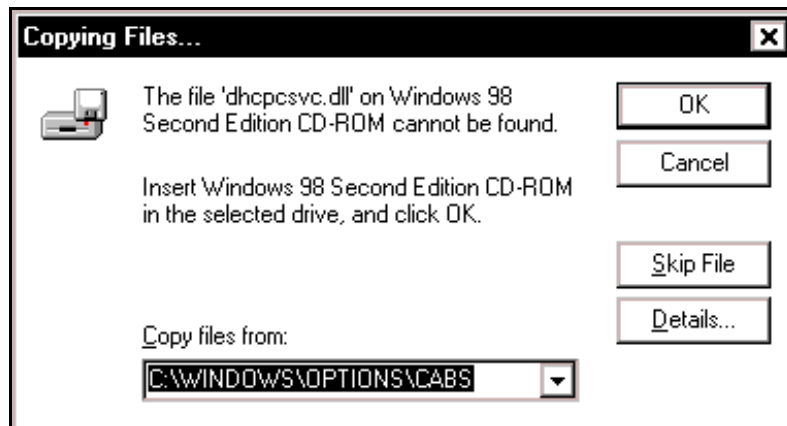 Copying Files...
The file 'dhcpcsvc.dll' on Windows 98
Second Edition CD-ROM cannot be found.
Insert Windows 98 Second Edition CD-ROM
in the selected drive, and click OK.
OK
Cancel
Skip File
Details...
Copy files from:
C:\WINDOWS\OPTIONS\CABS